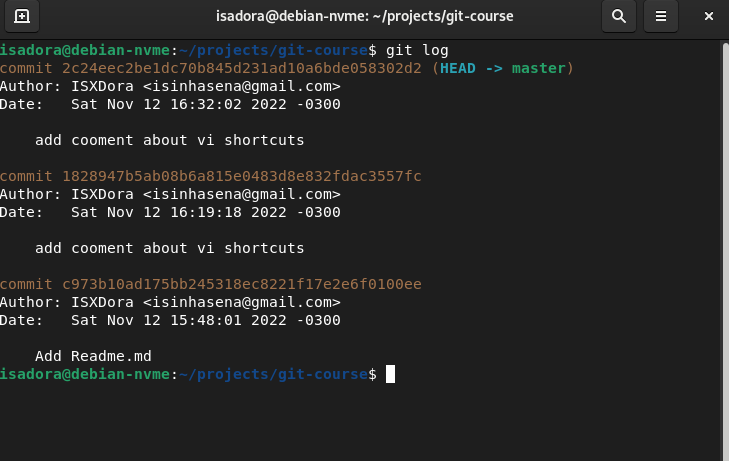 isadora@debian-nvme: ~/projects/git-course
isadora@debian-nvme:~/projects/git-course$ git log
commit 2c24eec2be1dc70b845d231ad10a6bde058302d2 (HEAD -> master)
Author: ISXDora <isinhasena@gmail.com>
Date:   Sat Nov 12 16:32:02 2022 -0300
    add cooment about vi shortcuts
commit 1828947b5ab08b6a815e0483d8e832fdac3557fc
Author: ISXDora <isinhasena@gmail.com>
Date:   Sat Nov 12 16:19:18 2022 -0300
    add cooment about vi shortcuts
commit c973b10ad175bb245318ec8221f17e2e6f0100ee
Author: ISXDora <isinhasena@gmail.com>
Date:   Sat Nov 12 15:48:01 2022 -0300
    Add Readme.md
isadora@debian-nvme:~/projects/git-course$